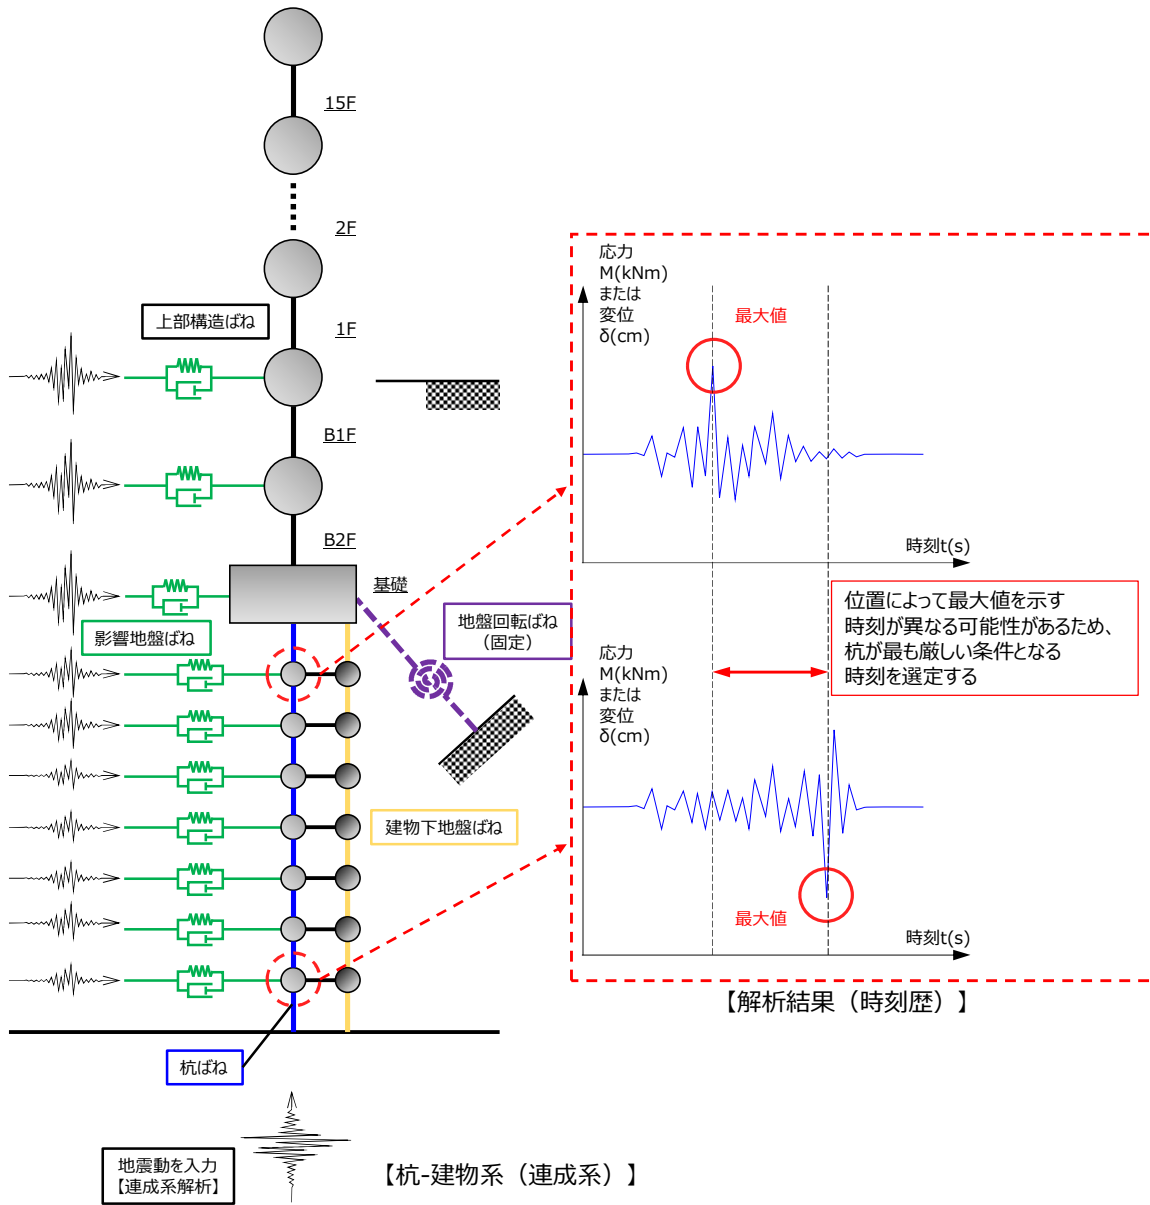 15F
2F
上部構造ばね
1F
B1F
B2F
基礎
影響地盤ばね
地盤回転ばね
(固定)
建物下地盤ばね
杭ばね
地震動を入力
【連成系解析】
【杭-建物系（連成系）】
応力
M(kNm)
または
変位
δ(cm)
最大値
時刻t(s)
位置によって最大値を示す
時刻が異なる可能性があるため、
杭が最も厳しい条件となる
時刻を選定する
応力
M(kNm)
または
変位
δ(cm)
最大値
時刻t(s)
【解析結果（時刻歴）】